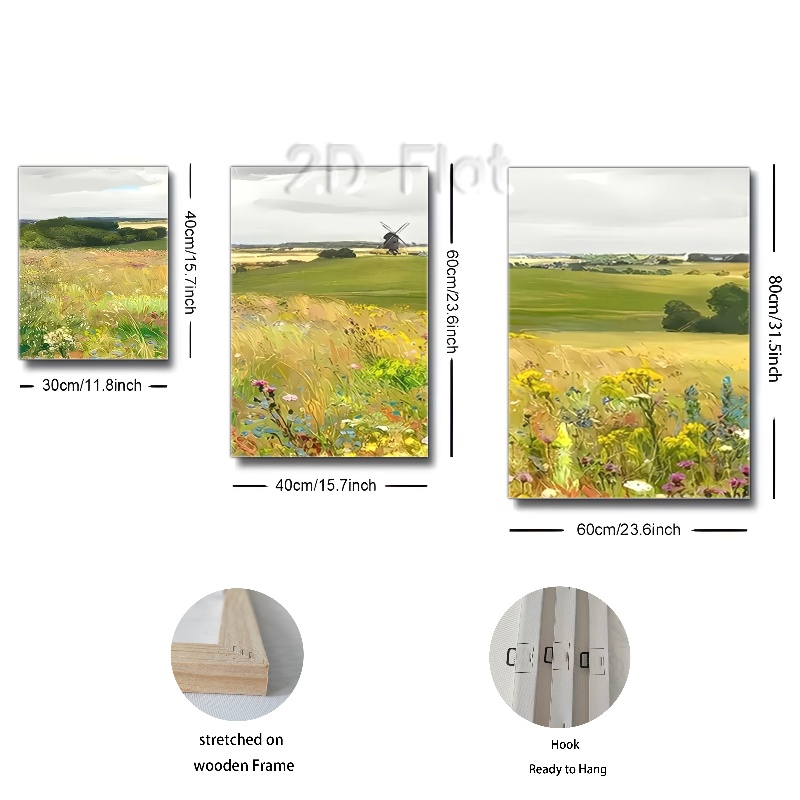 2D Flat
40cm/15.7inch
30cm/11.8inch
60cm/23.6inch
40cm/15.7inch
80cm/31.5inch
60cm/23.6inch
stretched on
wooden Frame
Hook
Ready to Hang